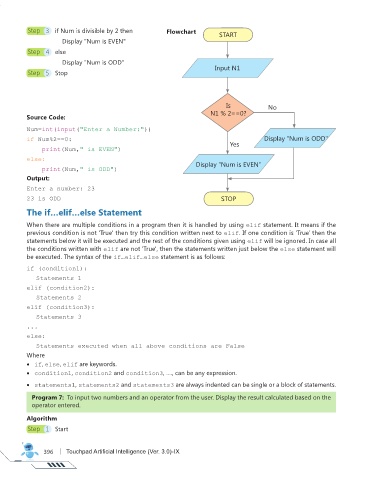 Step 3 if Num is divisible by 2 then
Display "Num is EVEN"
Step 4 else
Display "Num is ODD"
Step 5 Stop
Flowchart
START
Input N1
Is
N1 % 2==0?
No
Yes
Display "Num is ODD"
Display "Num is EVEN"
STOP
Source Code:
Num=int(input("Enter a Number:"))
if Num%2==0:
print(Num," is EVEN")
else:
print(Num," is ODD")
Output:
Enter a number: 23
23 is ODD
The if...elif...else Statement
When there are multiple conditions in a program then it is handled by using elif statement. It means if the
previous condition is not 'True' then try this condition written next to elif. If one condition is 'True' then the
statements below it will be executed and the rest of the conditions given using elif will be ignored. In case all
the conditions written with elif are not 'True', then the statements written just below the else statement will
be executed. The syntax of the if…elif…else statement is as follows:
if (condition1):
Statements 1
elif (condition2):
Statements 2
elif (condition3):
Statements 3
...
else:
Statements executed when all above conditions are False
Where
• if, else, elif are keywords.
• condition1, condition2 and condition3, …, can be any expression.
• statements1, statements2 and statements3 are always indented can be single or a block of statements.
Program 7: To input two numbers and an operator from the user. Display the result calculated based on the
operator entered.
Algorithm
Step 1 Start
396 | Touchpad Artificial Intelligence (Ver. 3.0)-IX